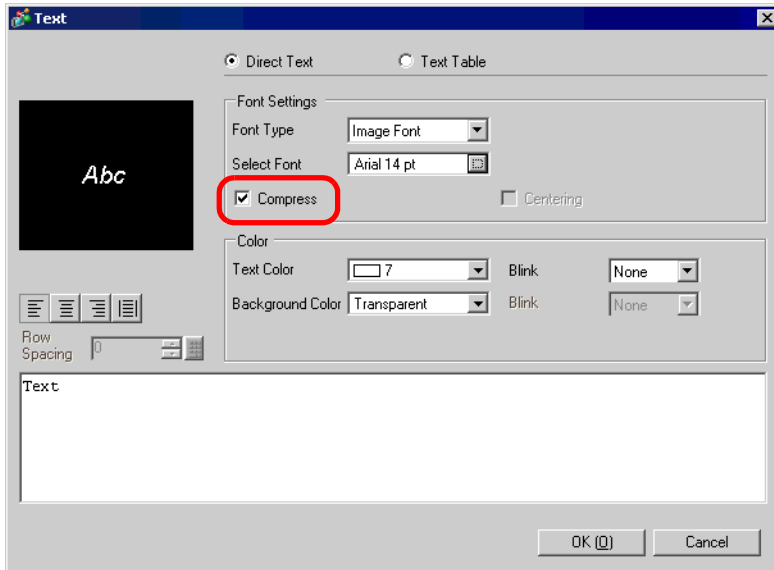 Text
Direct Text Text Table
Font Settings
Font Type Image Font
Select Font Arial 14 pt
Abc
Compress Centering
Color
Text Color 7 Blink None
Background Color Transparent Blink None
Row
Spacing 0
Text
OK (O) Cancel